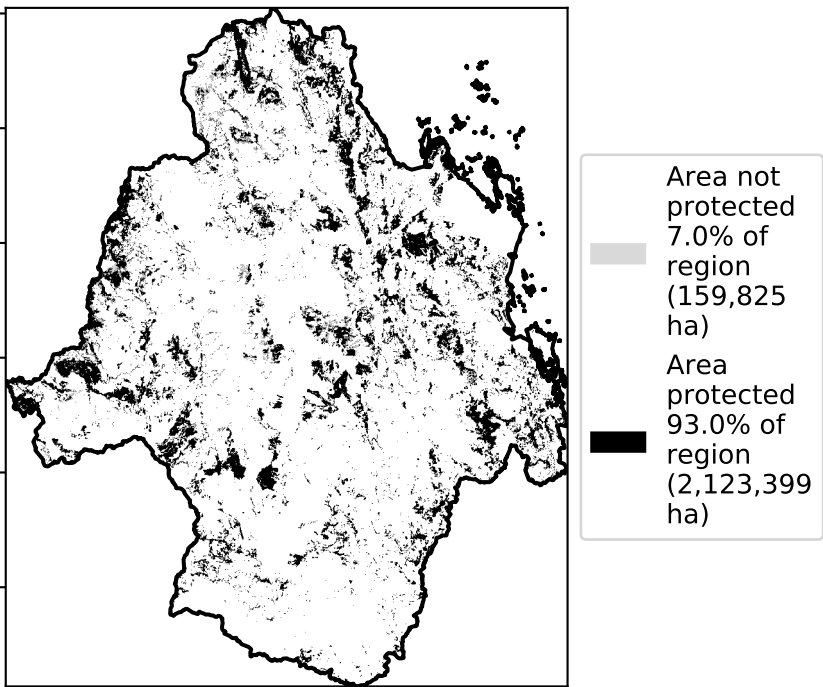 Area not
protected
7.0% of
region
(159,825
ha)
Area
protected
93.0% of
region
(2,123,399
ha)